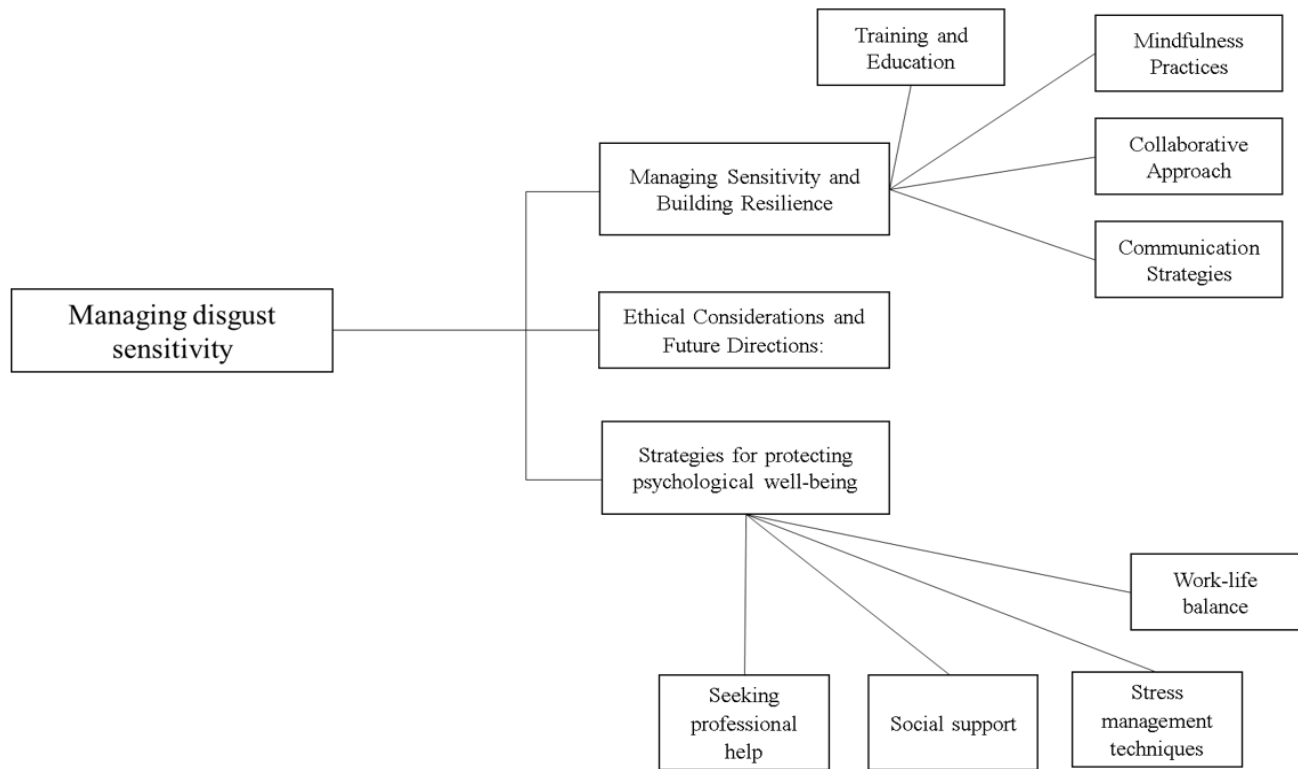 Training and
Education
Mindfulness
Practices
Collaborative
Approach
Communication
Strategies
Managing Sensitivity and
Building Resilience
Managing disgust
sensitivity
Ethical Considerations and
Future Directions:
Strategies for protecting
psychological well-being
Work-life
balance
Seeking
professional
help
Social support
Stress
management
techniques